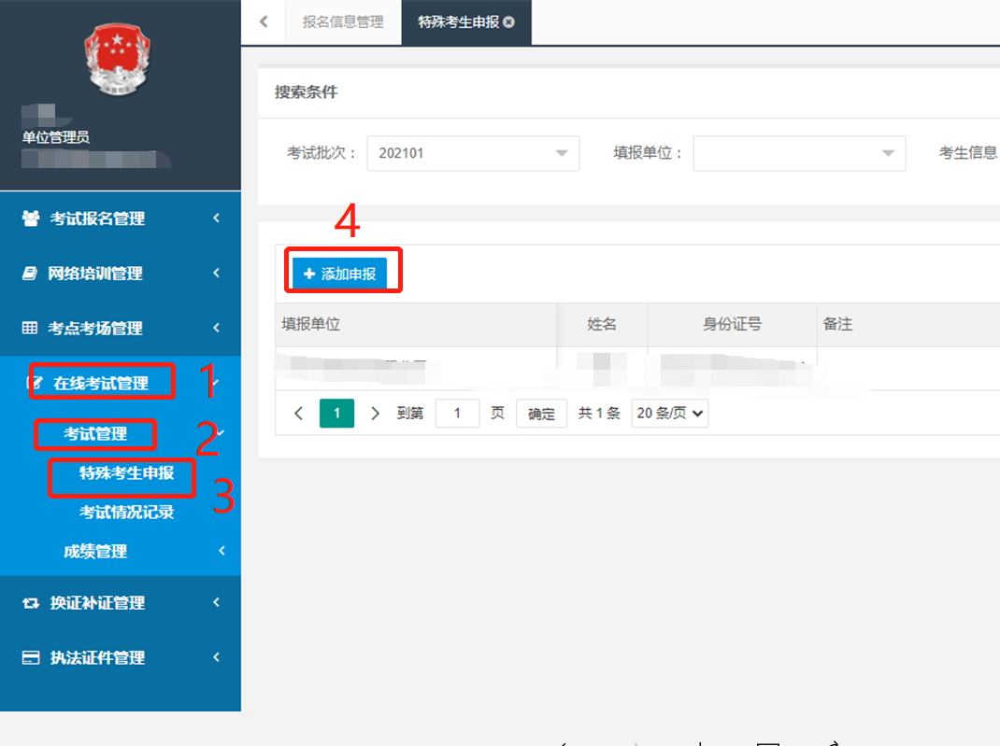 报名信息管理 特殊考生申报
单位管理员
搜索条件
考试批次： 202101 填报单位： 考生信息
考试报名管理
网络培训管理
考点考场管理
在线考试管理 1
考试管理 2
特殊考生申报 3
考试情况记录
成绩管理
换证补证管理
执法证件管理
4
添加申报
填报单位 姓名 身份证号 备注
1 到第 1 页 确定 共 1 条 20 条/页